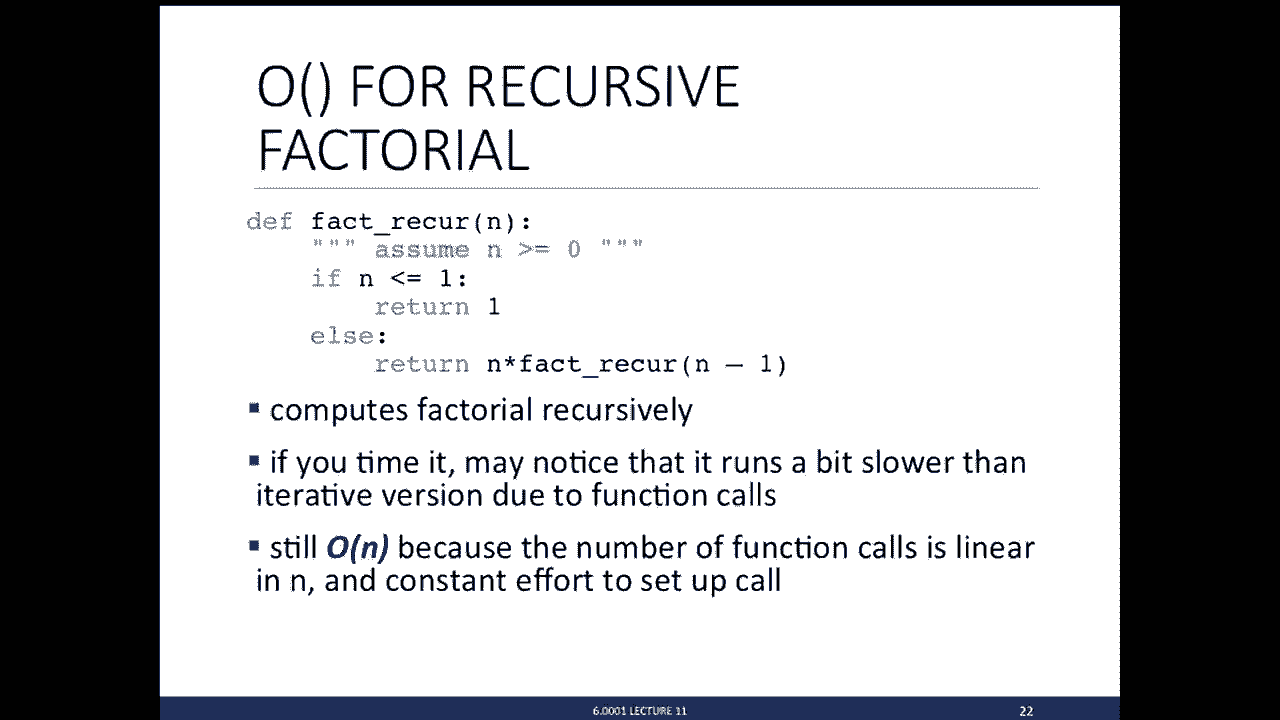 O() FOR RECURSIVE
FACTORIAL
def fact_recur(n):
    """ assume n >= 0 """
    if n <= 1:
        return 1
    else:
        return n*fact_recur(n – 1)
▪ computes factorial recursively
▪ if you time it, may notice that it runs a bit slower than
iterative version due to function calls
▪ still O(n) because the number of function calls is linear
in n, and constant effort to set up call
6.0001 LECTURE 11
22